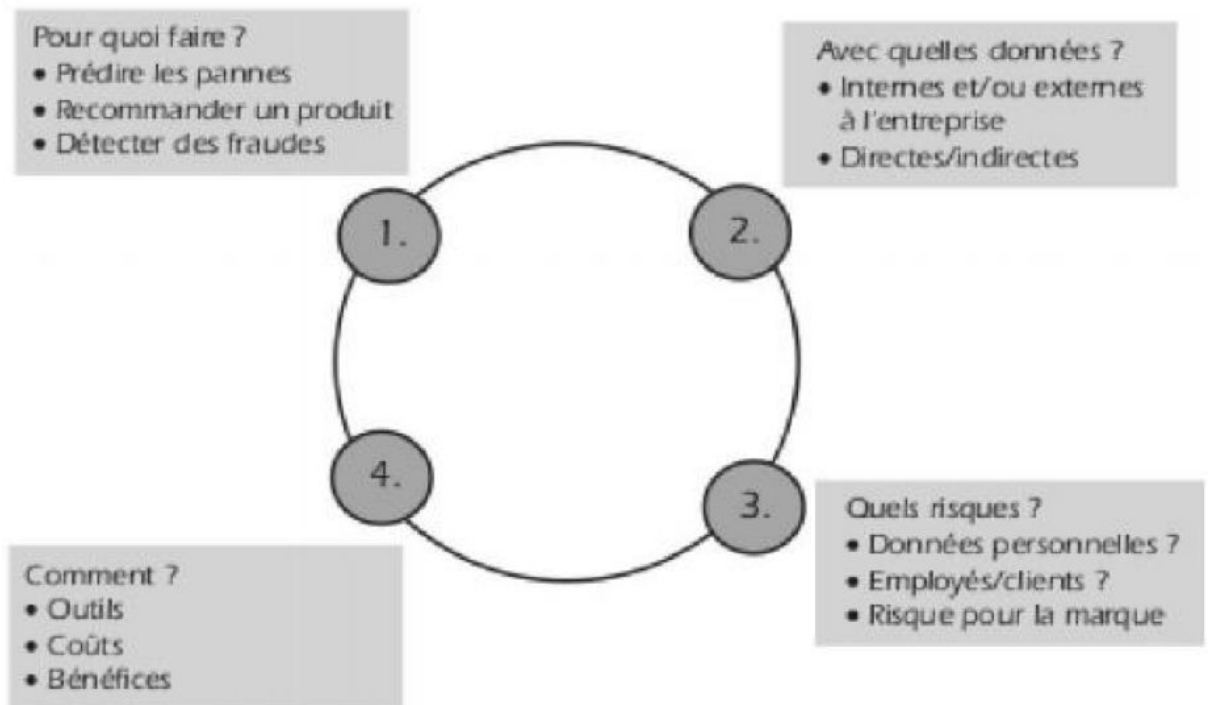 Pour quoi faire ?
• Prédire les pannes
• Recommander un produit
• Détecter des fraudes
1.
Avec quelles données ?
• Internes et/ou externes
à l'entreprise
• Directes/indirectes
2.
Quels risques ?
• Données personnelles ?
• Employés/clients ?
• Risque pour la marque
3.
Comment ?
• Outils
• Coûts
• Bénéfices
4.